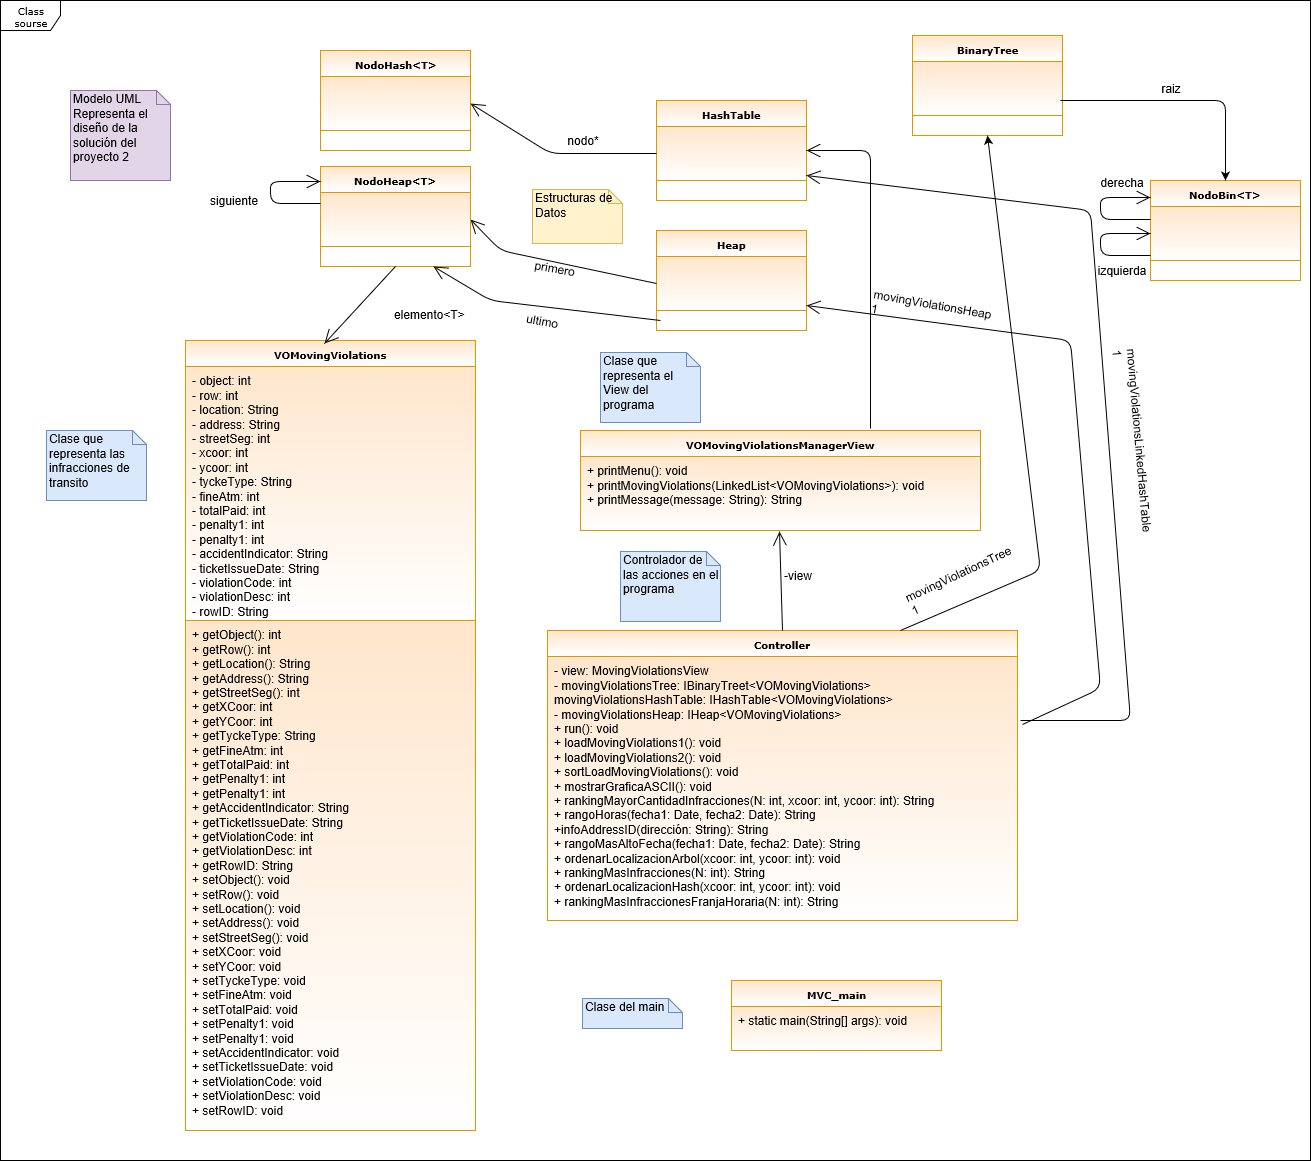 Class
sourse
Modelo UML
Representa el
diseño de la
solución del
proyecto 2
NodoHash<T>
NodoHeap<T>
siguiente
nodo*
HashTable
Estructuras de
Datos
Heap
primero
ultimo
elemento<T>
BinaryTree
raiz
derecha
NodoBin<T>
izquierda
movingViolationsHeap
1
movingViolationsLinkedHashTable
1
Clase que
representa las
infracciones de
transito
VOMovingViolations
- object: int
- row: int
- location: String
- address: String
- streetSeg: int
- xcoor: int
- ycoor: int
- tyckeType: String
- fineAtm: int
- totalPaid: int
- penalty1: int
- penalty1: int
- accidentIndicator: String
- ticketIssueDate: String
- violationCode: int
- violationDesc: int
- rowID: String
+ getObject(): int
+ getRow(): int
+ getLocation(): String
+ getAddress(): String
+ getStreetSeg(): int
+ getXCoor: int
+ getYCoor: int
+ getTyckeType: String
+ getFineAtm: int
+ getTotalPaid: int
+ getPenalty1: int
+ getPenalty1: int
+ getAccidentIndicator: String
+ getTicketIssueDate: String
+ getViolationCode: int
+ getViolationDesc: int
+ getRowID: String
+ setObject(): void
+ setRow(): void
+ setLocation(): void
+ setAddress(): void
+ setStreetSeg(): void
+ setXCoor: void
+ setYCoor: void
+ setTyckeType: void
+ setFineAtm: void
+ setTotalPaid: void
+ setPenalty1: void
+ setPenalty1: void
+ setAccidentIndicator: void
+ setTicketIssueDate: void
+ setViolationCode: void
+ setViolationDesc: void
+ setRowID: void
Clase que
representa el
View del
programa
VOMovingViolationsManagerView
+ printMenu(): void
+ printMovingViolations(LinkedList<VOMovingViolations>): void
+ printMessage(message: String): String
Controlador de
las acciones en el
programa
-view
movingViolationsTree
1
Controller
- view: MovingViolationsView
- movingViolationsTree: IBinaryTreet<VOMovingViolations>
movingViolationsHashTable: IHashTable<VOMovingViolations>
- movingViolationsHeap: IHeap<VOMovingViolations>
+ run(): void
+ loadMovingViolations1(): void
+ loadMovingViolations2(): void
+ sortLoadMovingViolations(): void
+ mostrarGraficaASCII(): void
+ rankingMayorCantidadInfracciones(N: int, xcoor: int, ycoor: int): String
+ rangoHoras(fecha1: Date, fecha2: Date): String
+infoAddressID(dirección: String): String
+ rangoMasAltoFecha(fecha1: Date, fecha2: Date): String
+ ordenarLocalizacionArbol(xcoor: int, ycoor: int): void
+ rankingMasInfracciones(N: int): String
+ ordenarLocalizacionHash(xcoor: int, ycoor: int): void
+ rankingMasInfraccionesFranjaHoraria(N: int): String
Clase del main
MVC_main
+ static main(String[] args): void